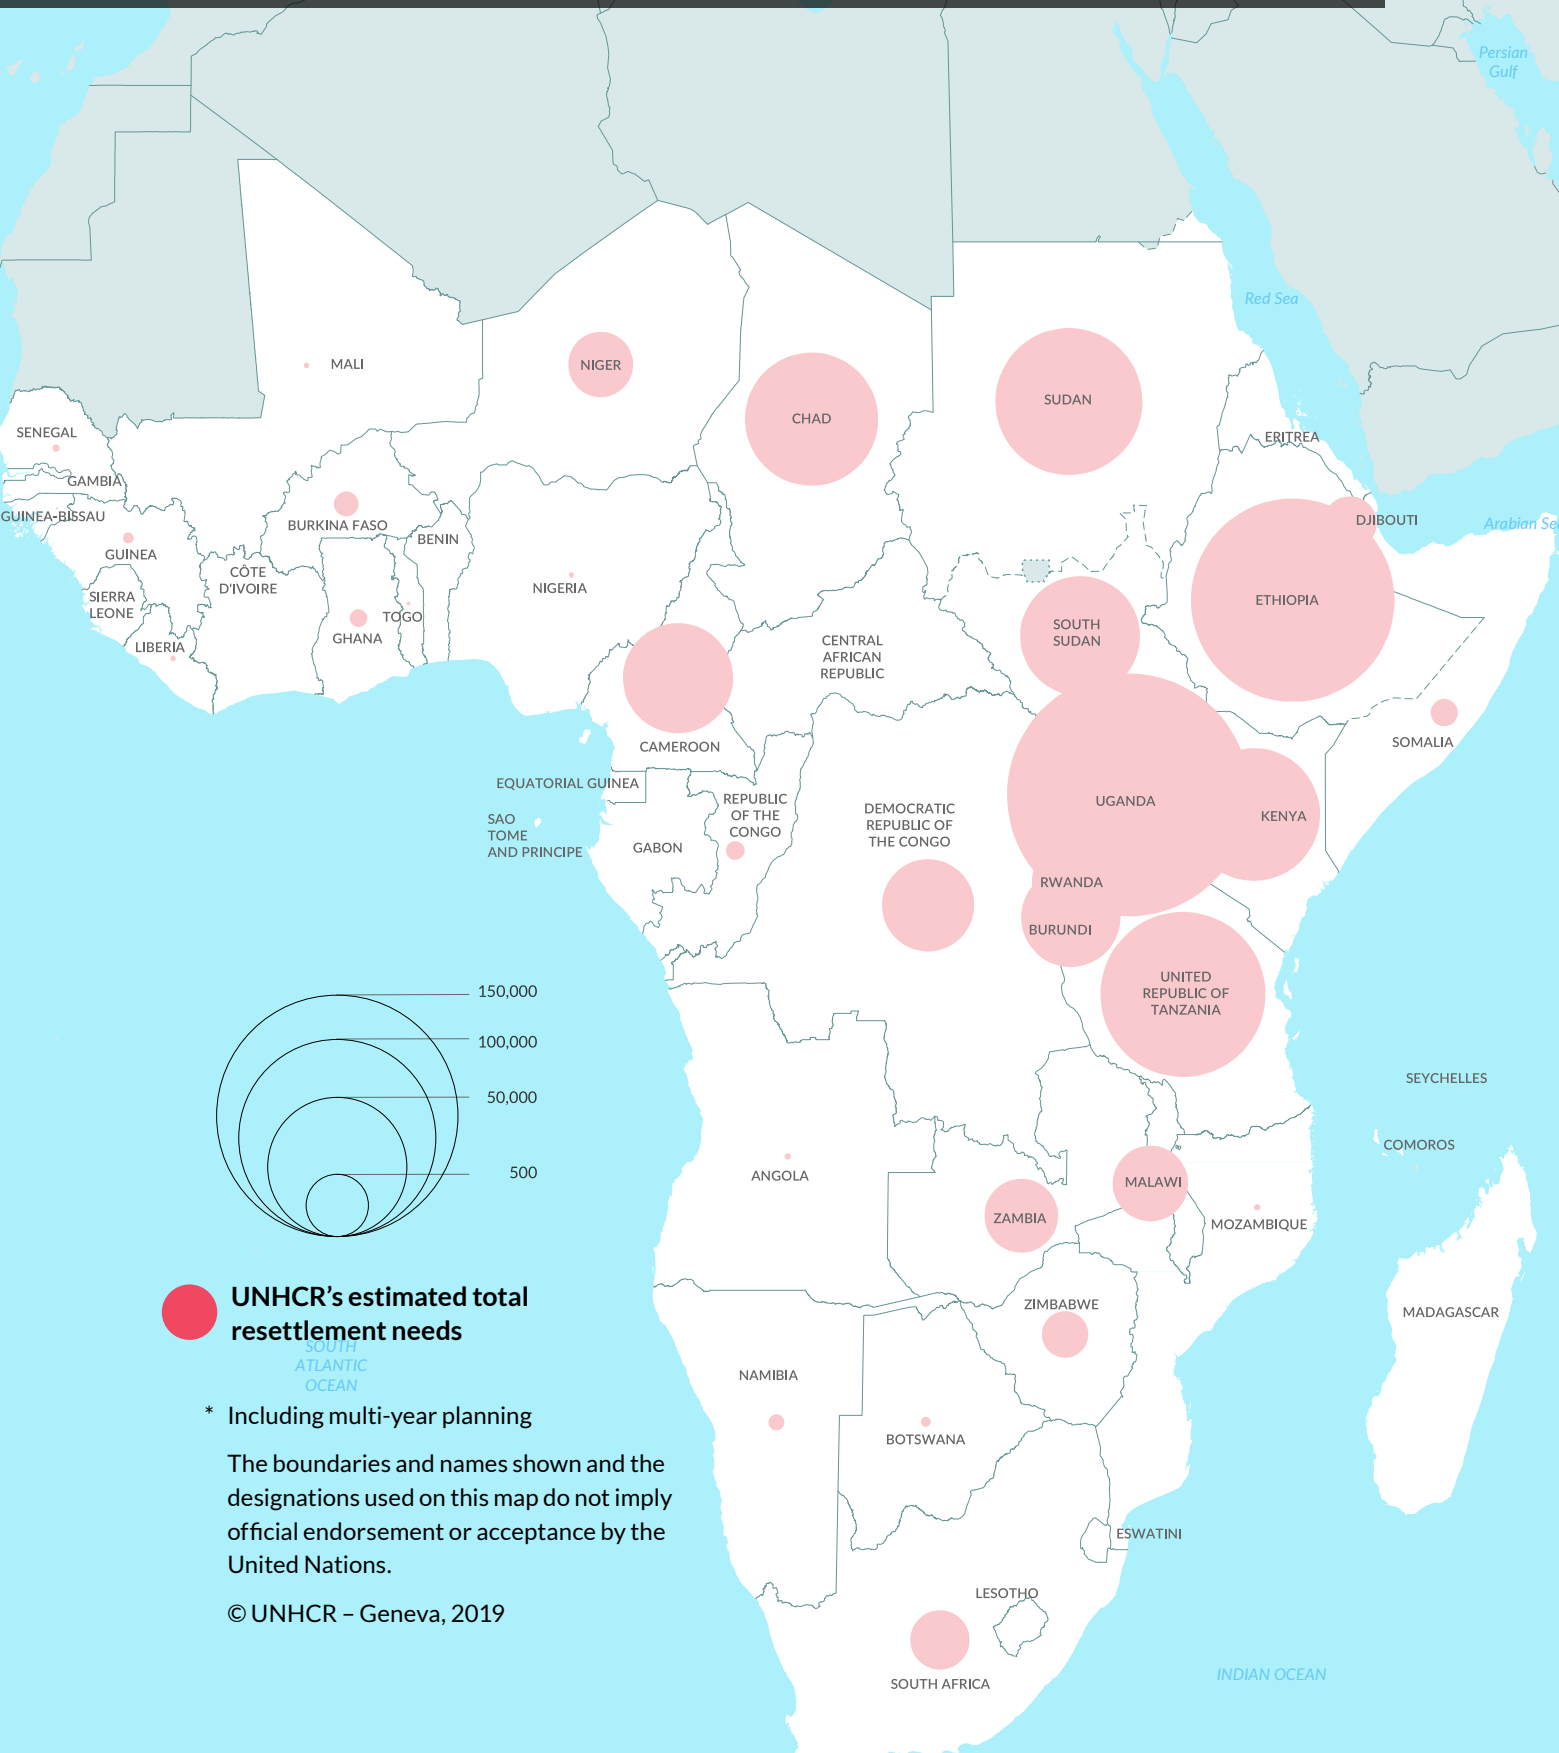 Persian
Gulf
Red Sea
MALI
NIGER
CHAD
SUDAN
SENEGAL
ERITREA
GAMBIA
GUINEA-BISSAU
BURKINA FASO
DJIBOUTI
Arabian Se
GUINEA
BENIN
CÔTE
D'IVOIRE
NIGERIA
SIERRA
LEONE
TOGO
GHANA
LIBERIA
ETHIOPIA
SOUTH
SUDAN
CENTRAL
AFRICAN
REPUBLIC
CAMEROON
SOMALIA
EQUATORIAL GUINEA
SAO
TOME
AND PRINCIPE
GABON
REPUBLIC
OF THE
CONGO
DEMOCRATIC
REPUBLIC OF
THE CONGO
UGANDA
KENYA
RWANDA
BURUNDI
UNITED
REPUBLIC OF
TANZANIA
150,000
100,000
50,000
500
SEYCHELLES
COMOROS
ANGOLA
MALAWI
ZAMBIA
MOZAMBIQUE
ZIMBABWE
MADAGASCAR
NAMIBIA
BOTSWANA
ESWATINI
LESOTHO
SOUTH AFRICA
INDIAN OCEAN
UNHCR’s estimated total
resettlement needs
SOUTH
ATLANTIC
OCEAN
* Including multi-year planning
The boundaries and names shown and the
designations used on this map do not imply
official endorsement or acceptance by the
United Nations.
© UNHCR – Geneva, 2019